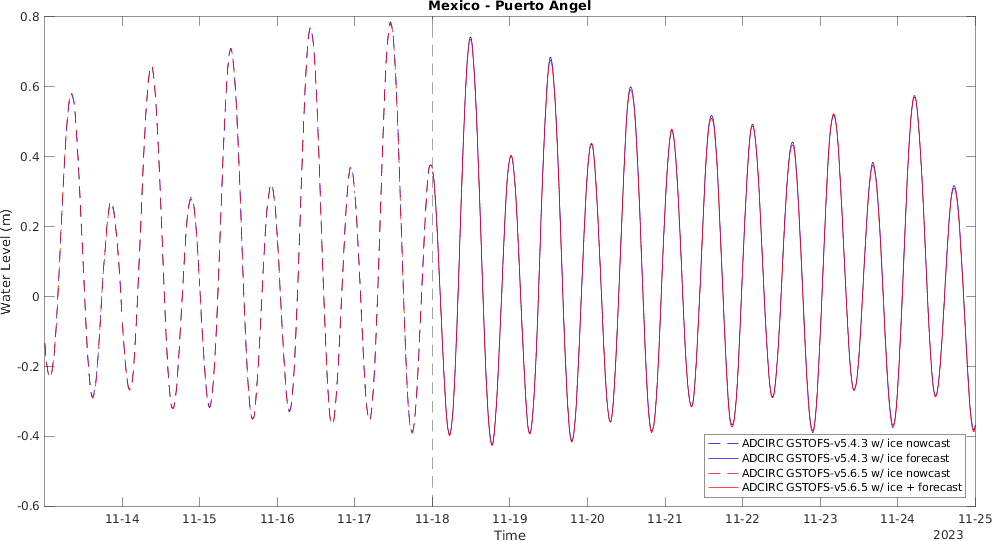 Mexico - Puerto Angel
0.8
0.6
0.4
0.2
0
-0.2
-0.4
-0.6
Water Level (m)
ADCIRC GSTOFS-v5.4.3 w/ ice nowcast
ADCIRC GSTOFS-v5.4.3 w/ ice forecast
ADCIRC GSTOFS-v5.6.5 w/ ice nowcast
ADCIRC GSTOFS-v5.6.5 w/ ice + forecast
11-14 11-15 11-16 11-17 11-18 11-19 11-20 11-21 11-22 11-23 11-24 11-25
Time
2023